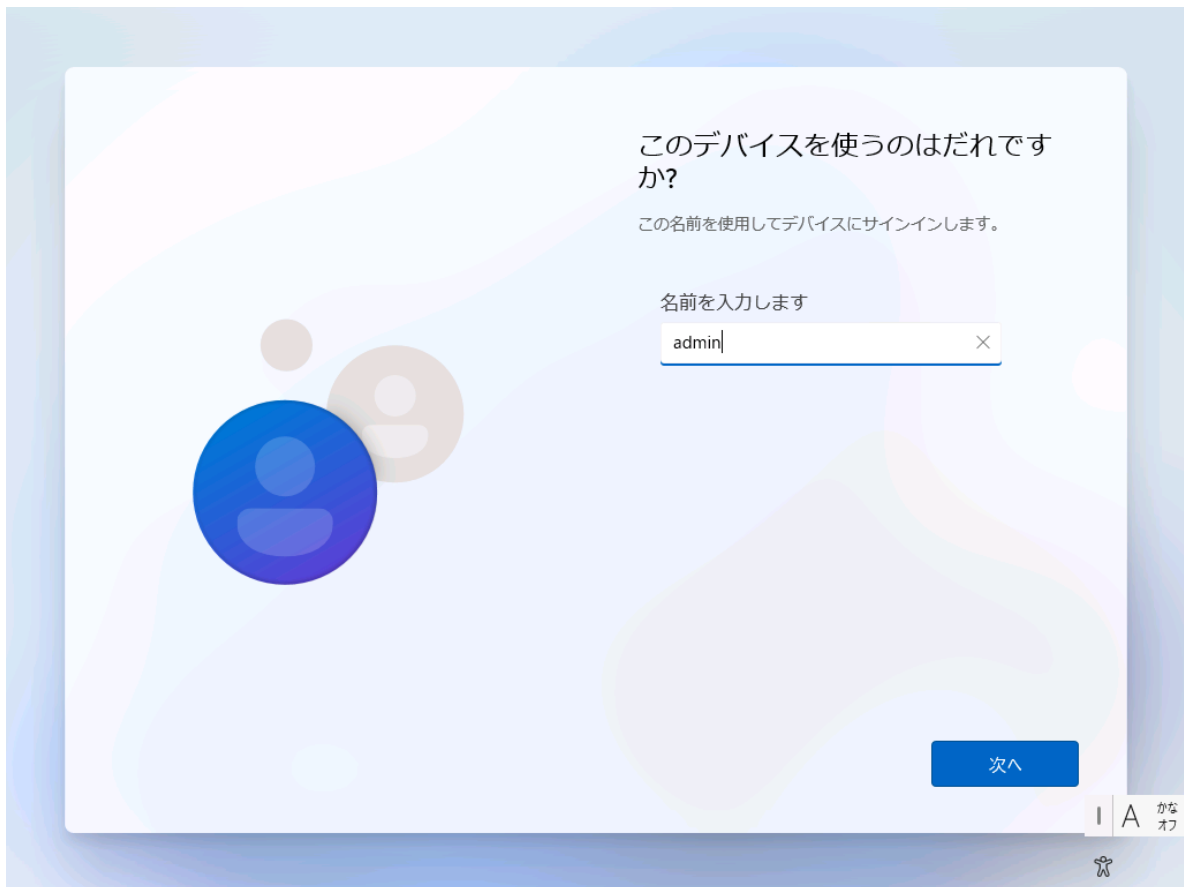 このデバイスを使うのはだれです
か?
この名前を使用してデバイスにサインインします。
名前を入力します
admin
次へ
A かな
オフ